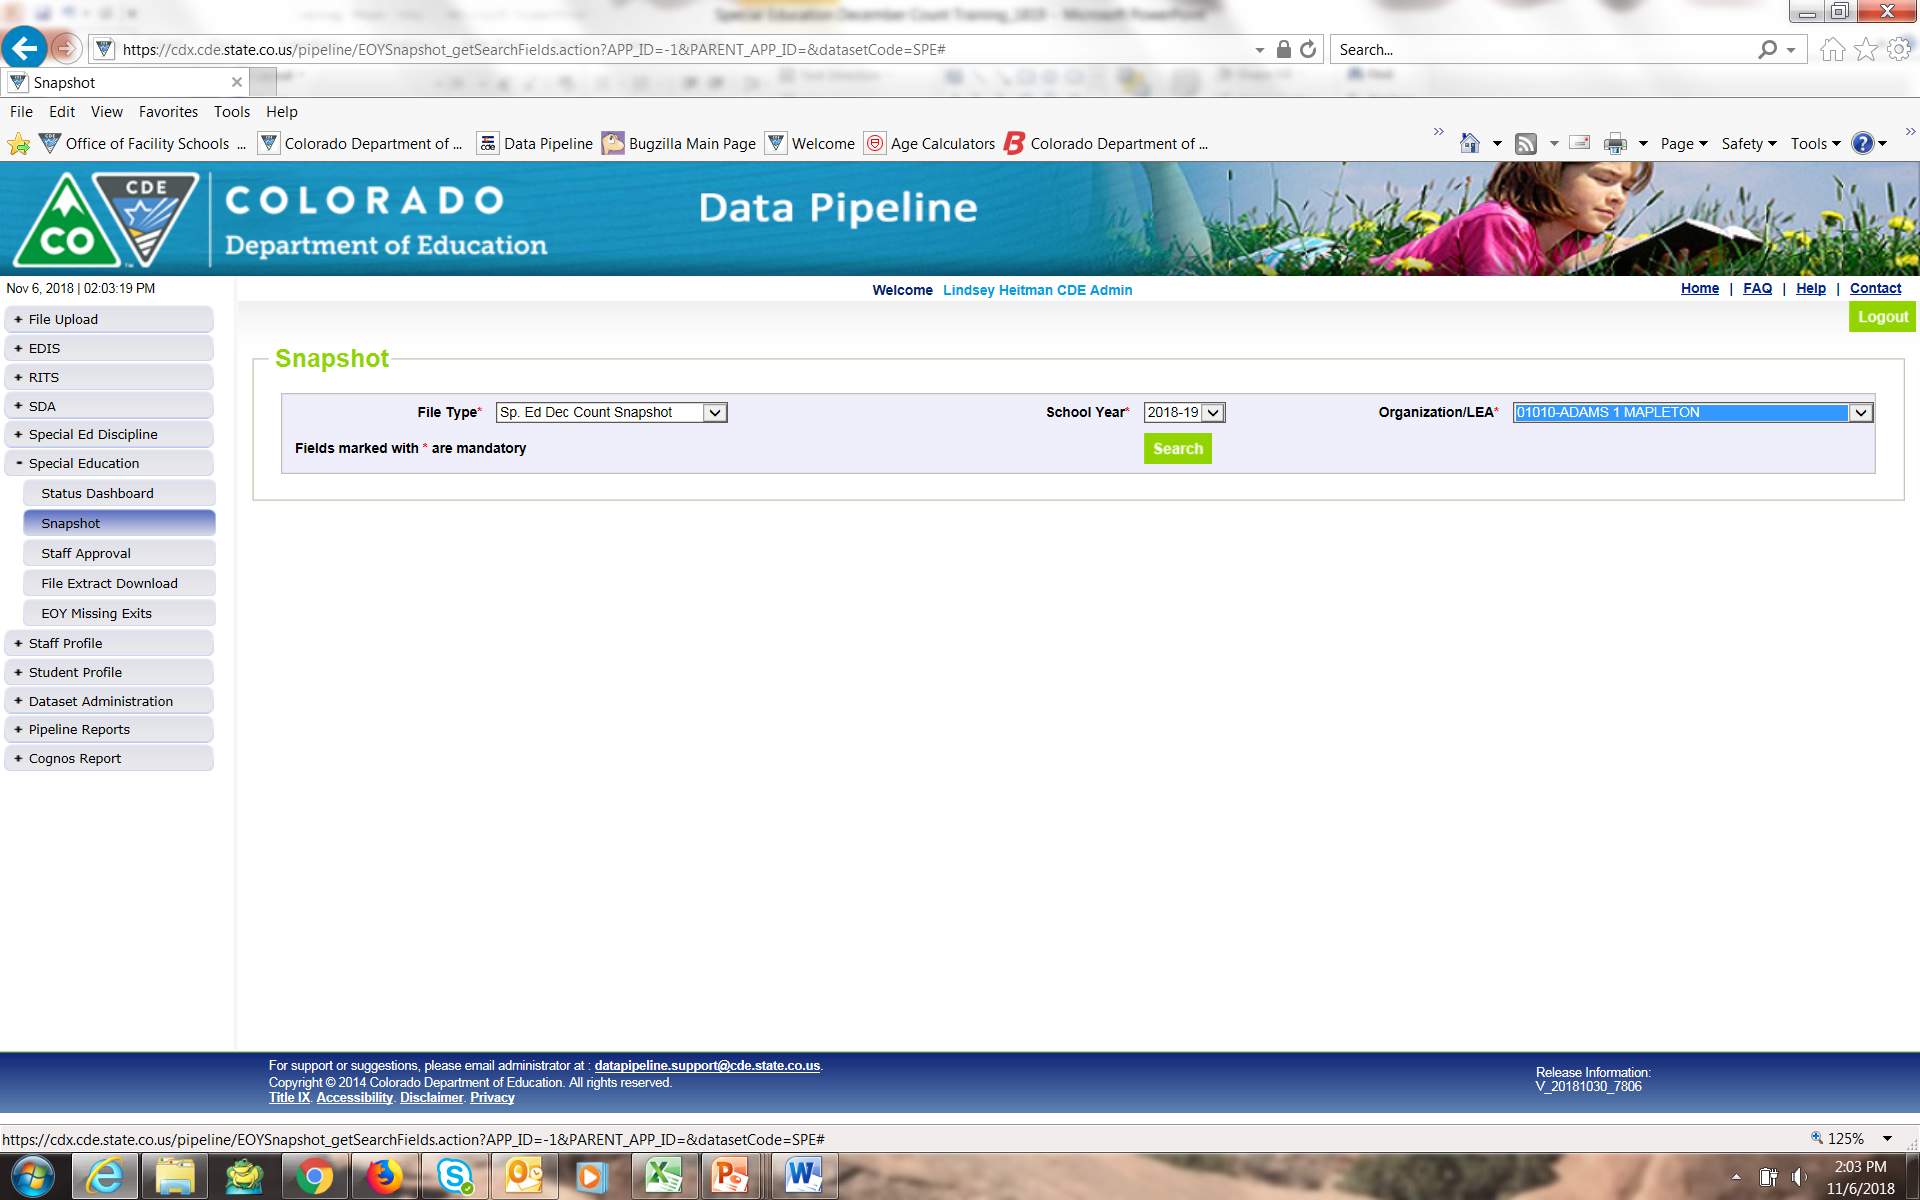 Special Education December Count Training_1819 - Microsoft PowerPoint
https://cdx.cde.state.co.us/pipeline/EOYSnapshot_getSearchFields.action?APP_ID=-1&PARENT_APP_ID=&datasetCode=SPE#
Search...
Snapshot
File Edit View Favorites Tools Help
Office of Facility Schools ...
Colorado Department of ...
Data Pipeline
Bugzilla Main Page
Welcome
Age Calculators
Colorado Department of ...
Page
Safety
Tools
CO
CDE
COLORADO
Department of Education
Data Pipeline
Nov 6, 2018 | 02:03:19 PM
Welcome Lindsey Heitman CDE Admin
Home | FAQ | Help | Contact
Logout
+ File Upload
+ EDIS
+ RITS
+ SDA
+ Special Ed Discipline
- Special Education
Status Dashboard
Snapshot
Staff Approval
File Extract Download
EOY Missing Exits
+ Staff Profile
+ Student Profile
+ Dataset Administration
+ Pipeline Reports
+ Cognos Report
Snapshot
File Type* Sp. Ed Dec Count Snapshot
School Year* 2018-19
Organization/LEA* 01010-ADAMS 1 MAPLETON
Fields marked with * are mandatory
Search
For support or suggestions, please email administrator at : datapipeline.support@cde.state.co.us.
Copyright © 2014 Colorado Department of Education. All rights reserved.
Title IX. Accessibility. Disclaimer. Privacy
Release Information:
V_20181030_7806
https://cdx.cde.state.co.us/pipeline/EOYSnapshot_getSearchFields.action?APP_ID=-1&PARENT_APP_ID=&datasetCode=SPE#
125%
2:03 PM
11/6/2018